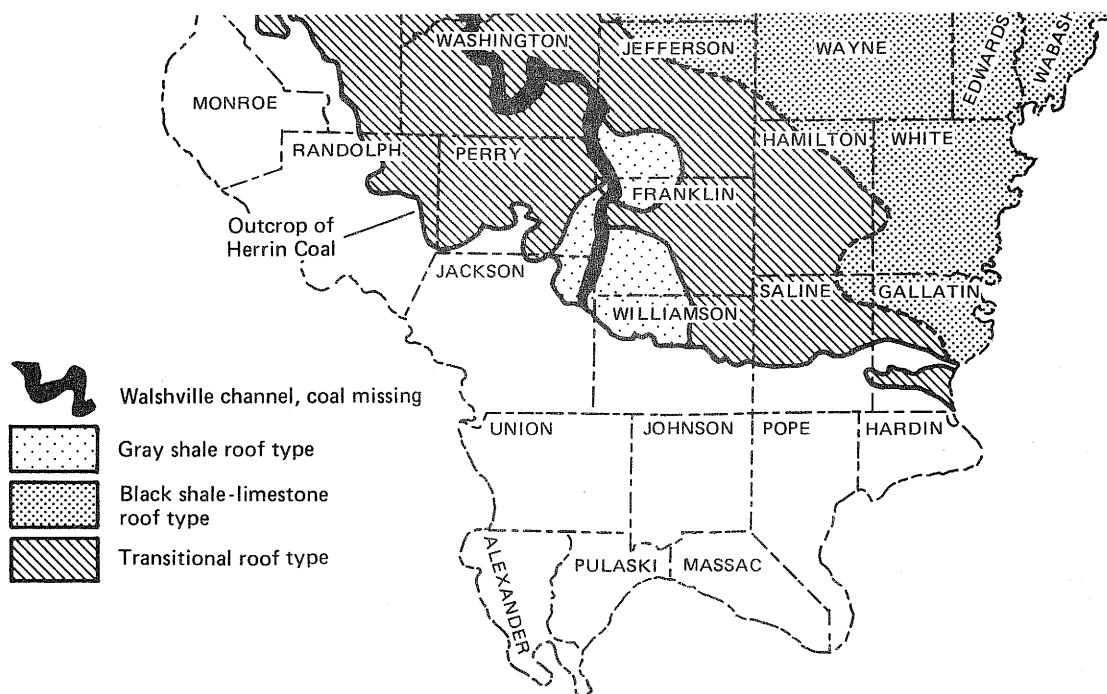 WASHINGTON
JEFFERSON
WAYNE
EDWARDS
WABASH
MONROE
RANDOLPH
PERRY
HAMILTON
WHITE
FRANKLIN
Outcrop of
Herrin Coal
JACKSON
WILLIAMSON
SALINE
GALLATIN
Walshville channel, coal missing
Gray shale roof type
Black shale-limestone
roof type
Transitional roof type
UNION
JOHNSON
POPE
HARDIN
ALEXANDER
PULASKI
MASSAC